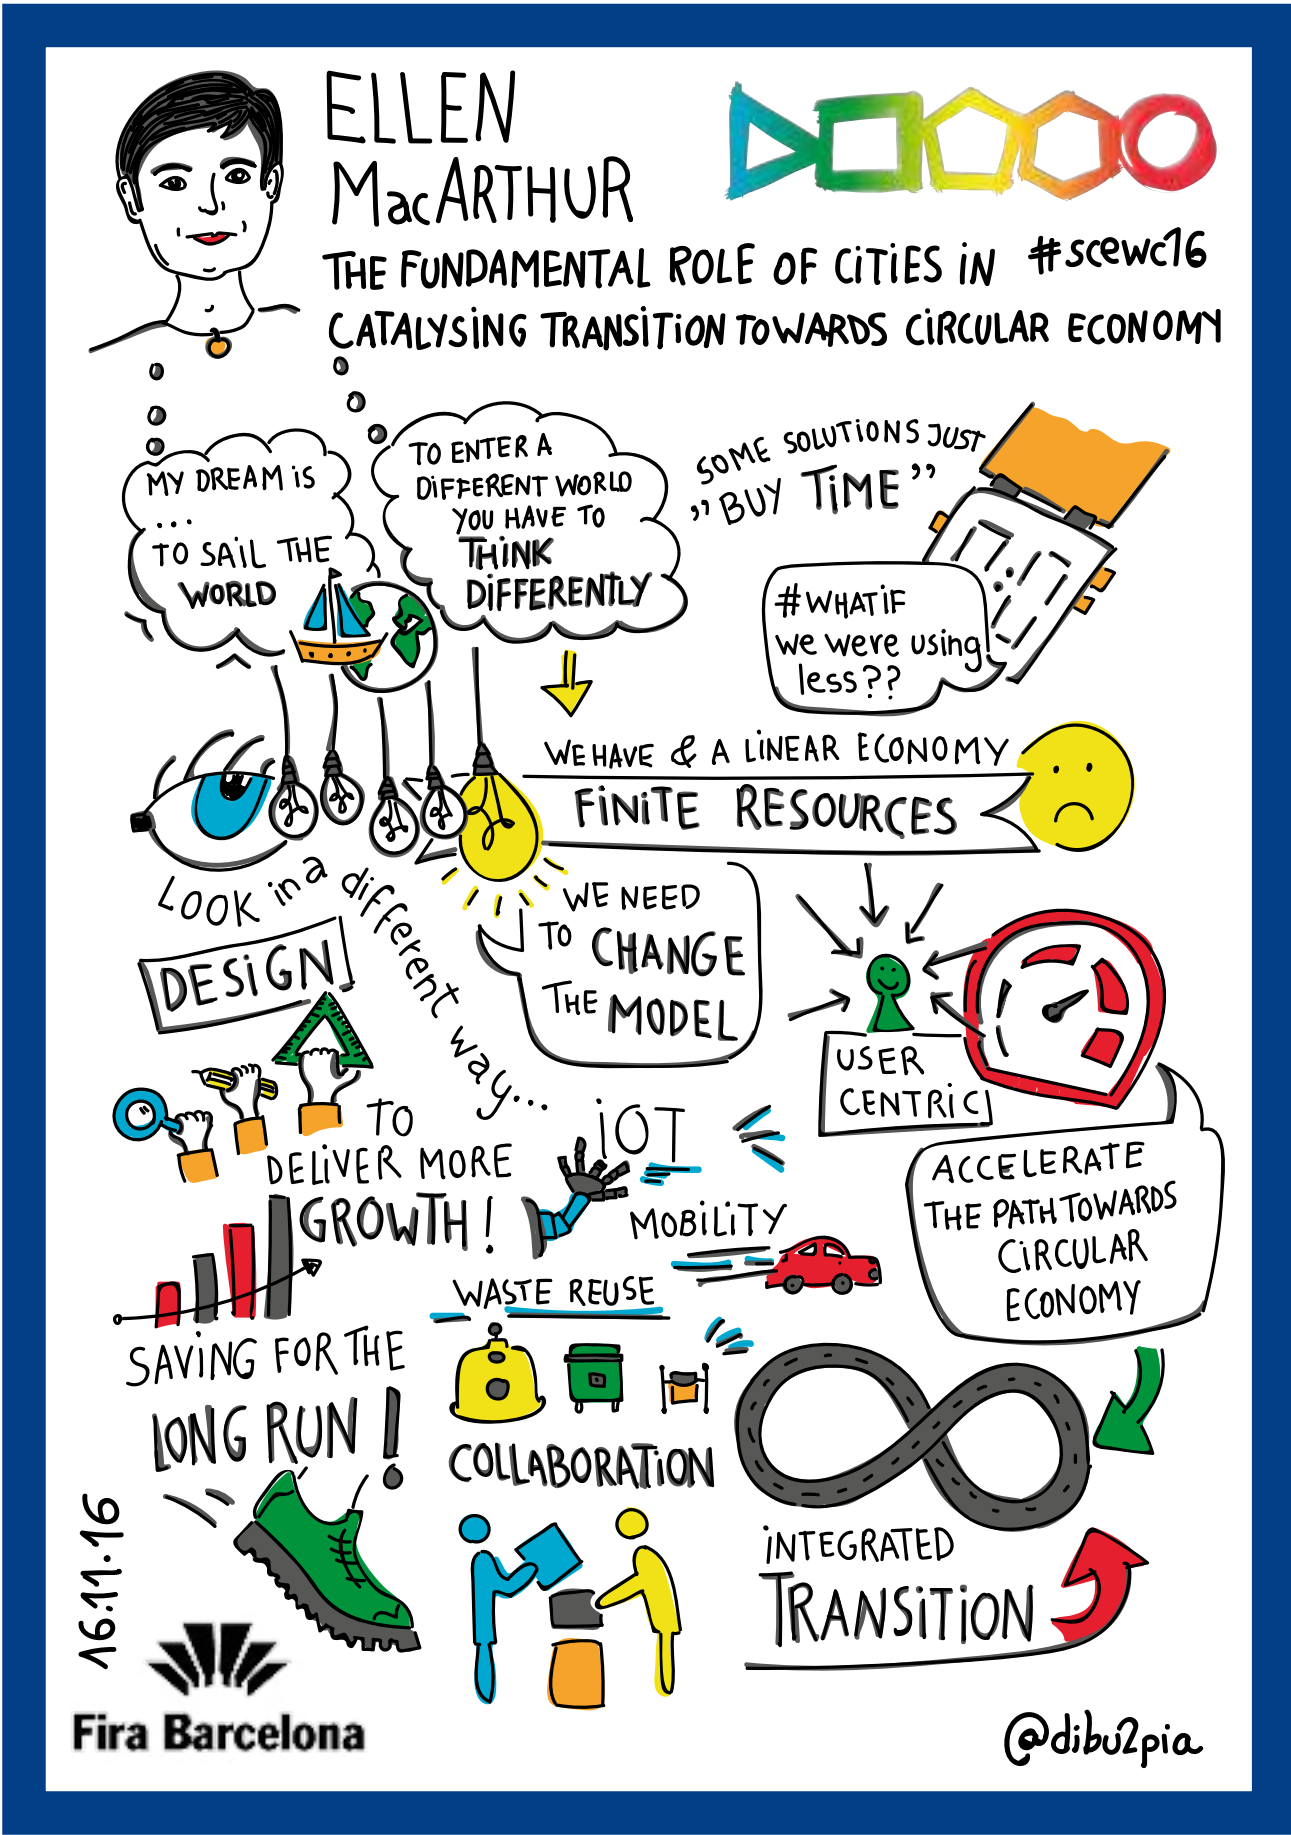 ELLEN
MacARTHUR
THE FUNDAMENTAL ROLE OF CITIES IN
#scewc16
CATALYSING TRANSITION TOWARDS CIRCULAR ECONOMY
MY DREAM IS
...
TO SAIL THE
WORLD
TO ENTER A
DIFFERENT WORLD
YOU HAVE TO
THINK
DIFFERENTLY
SOME SOLUTIONS JUST
„BUY TIME”
#WHATIF
we were using
less??
WE HAVE & A LINEAR ECONOMY
FINITE RESOURCES
LOOK in a different way...
WE NEED
TO CHANGE
THE MODEL
DESIGN
USER
CENTRIC
TO
DELIVER MORE
GROWTH!
IOT
MOBILITY
ACCELERATE
THE PATH TOWARDS
CIRCULAR
ECONOMY
WASTE REUSE
SAVING FOR THE
LONG RUN!
COLLABORATION
INTEGRATED
TRANSITION
16.11.16
Fira Barcelona
@dibu2pia